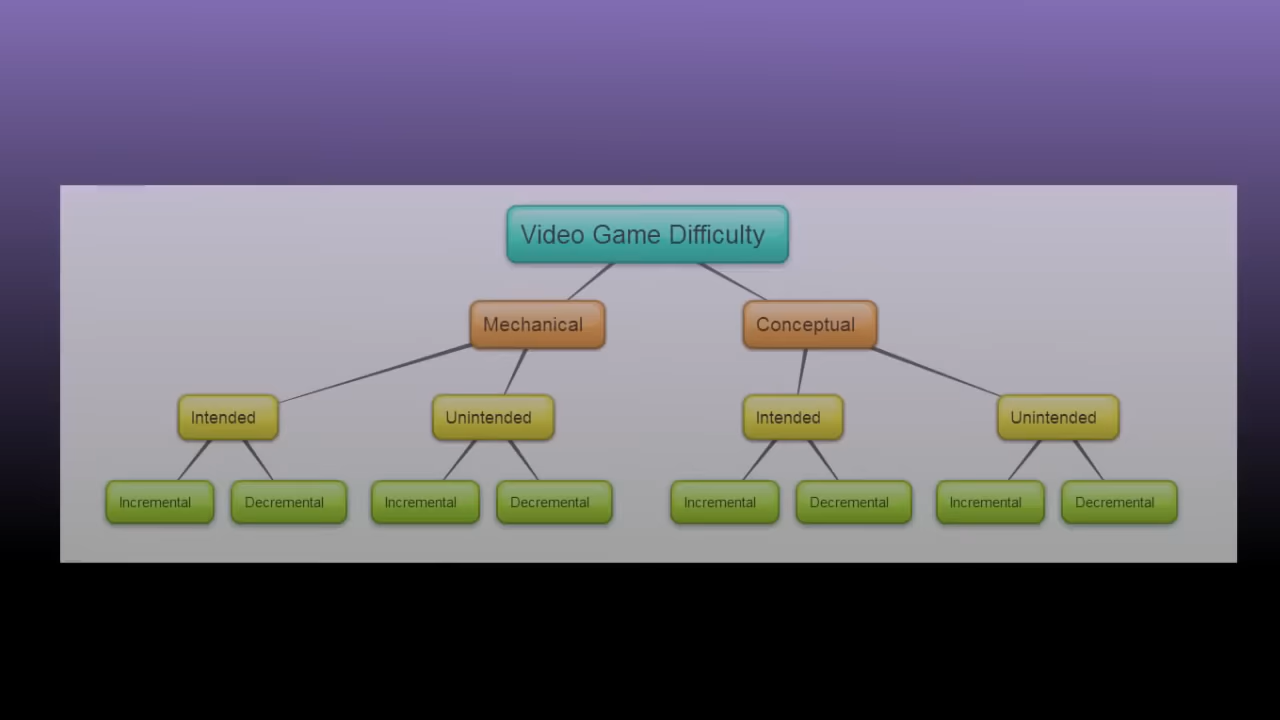 Video Game Difficulty
Mechanical
Conceptual
Intended
Unintended
Intended
Unintended
Incremental
Decremental
Incremental
Decremental
Incremental
Decremental
Incremental
Decremental